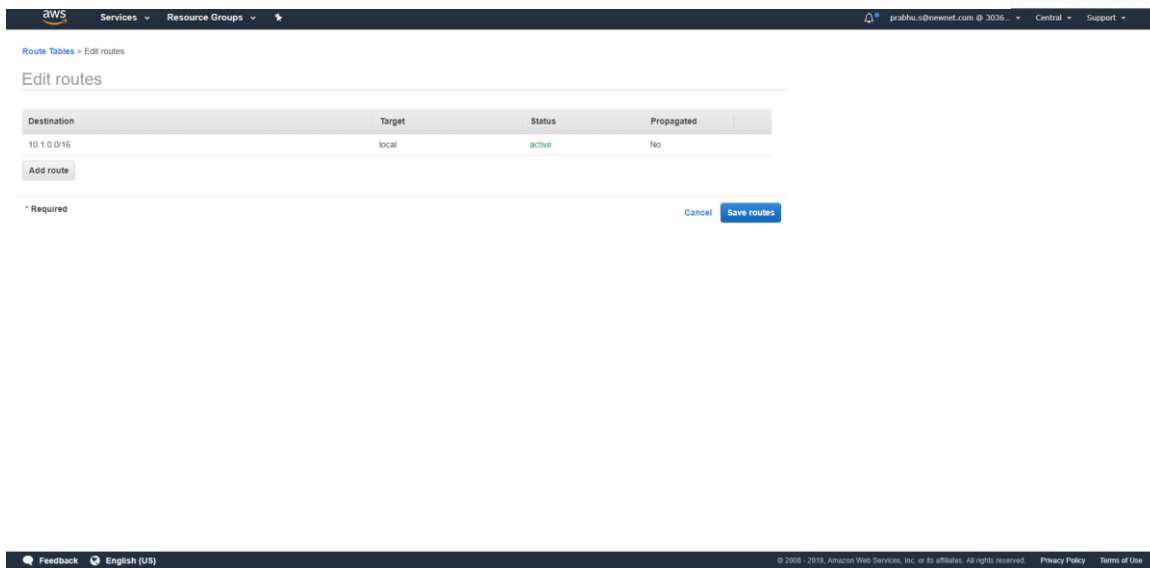 aws Services Resource Groups prabhu.s@newnet.com @ 3036... Central Support
Route Tables > Edit routes
Edit routes
Destination Target Status Propagated
10.1.0.0/16 local active No
Add route
* Required Cancel Save routes
Feedback English (US) © 2008 - 2019, Amazon Web Services, Inc. or its affiliates. All rights reserved. Privacy Policy Terms of Use